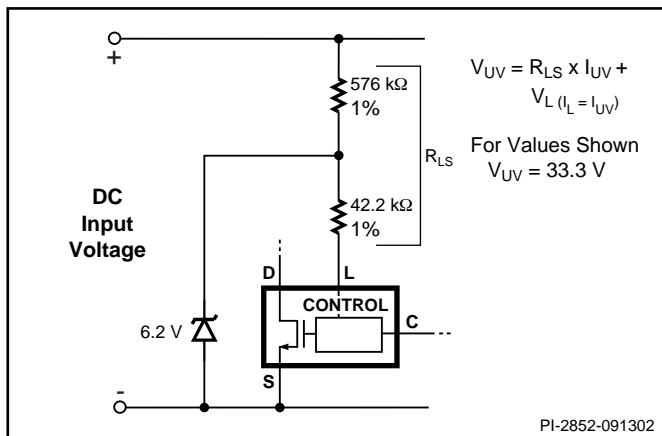 +
576 kΩ
1%
V_UV = R_LS x I_UV +
V_L (I_L = I_UV)
For Values Shown
V_UV = 33.3 V
R_LS
DC
Input
Voltage
42.2 kΩ
1%
D
L
CONTROL
C
6.2 V
S
-
PI-2852-091302